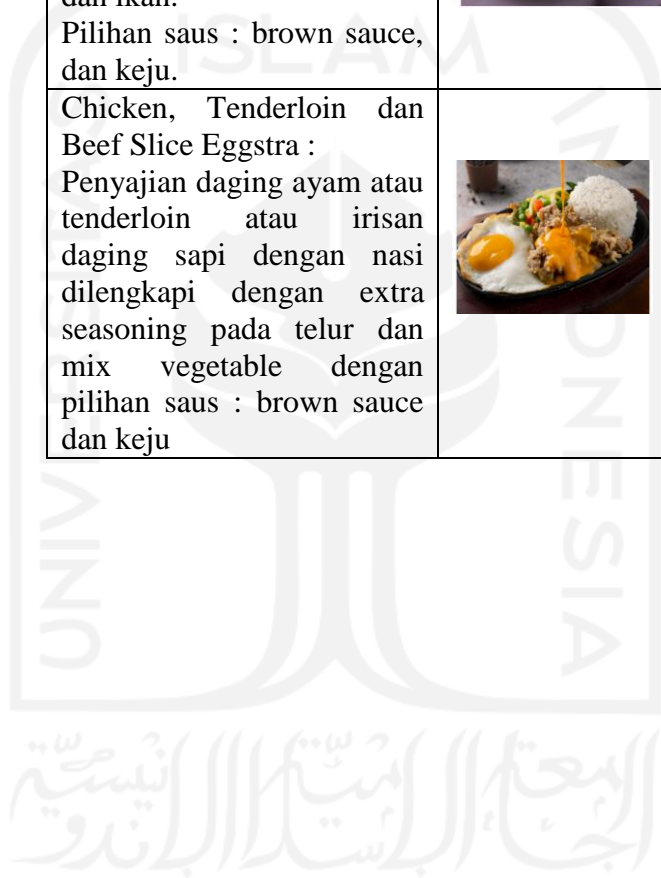 dan ikan.
Pilihan saus : brown sauce,
dan keju.
Chicken, Tenderloin dan
Beef Slice Eggstra :
Penyajian daging ayam atau
tenderloin atau irisan
daging sapi dengan nasi
dilengkapi dengan extra
seasoning pada telur dan
mix vegetable dengan
pilihan saus : brown sauce
dan keju
ISLAM
INDONESIA